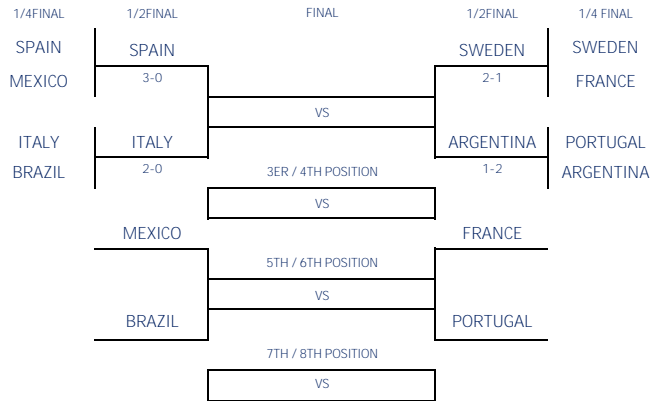 1/4FINAL 1/2FINAL FINAL 1/2FINAL 1/4 FINAL
SPAIN SPAIN SWEDEN SWEDEN
MEXICO 3-0 2-1 FRANCE
VS
ITALY ITALY ARGENTINA PORTUGAL
BRAZIL 2-0 3ER / 4TH POSITION 1-2 ARGENTINA
VS
MEXICO FRANCE
5TH / 6TH POSITION
VS
BRAZIL PORTUGAL
7TH / 8TH POSITION
VS